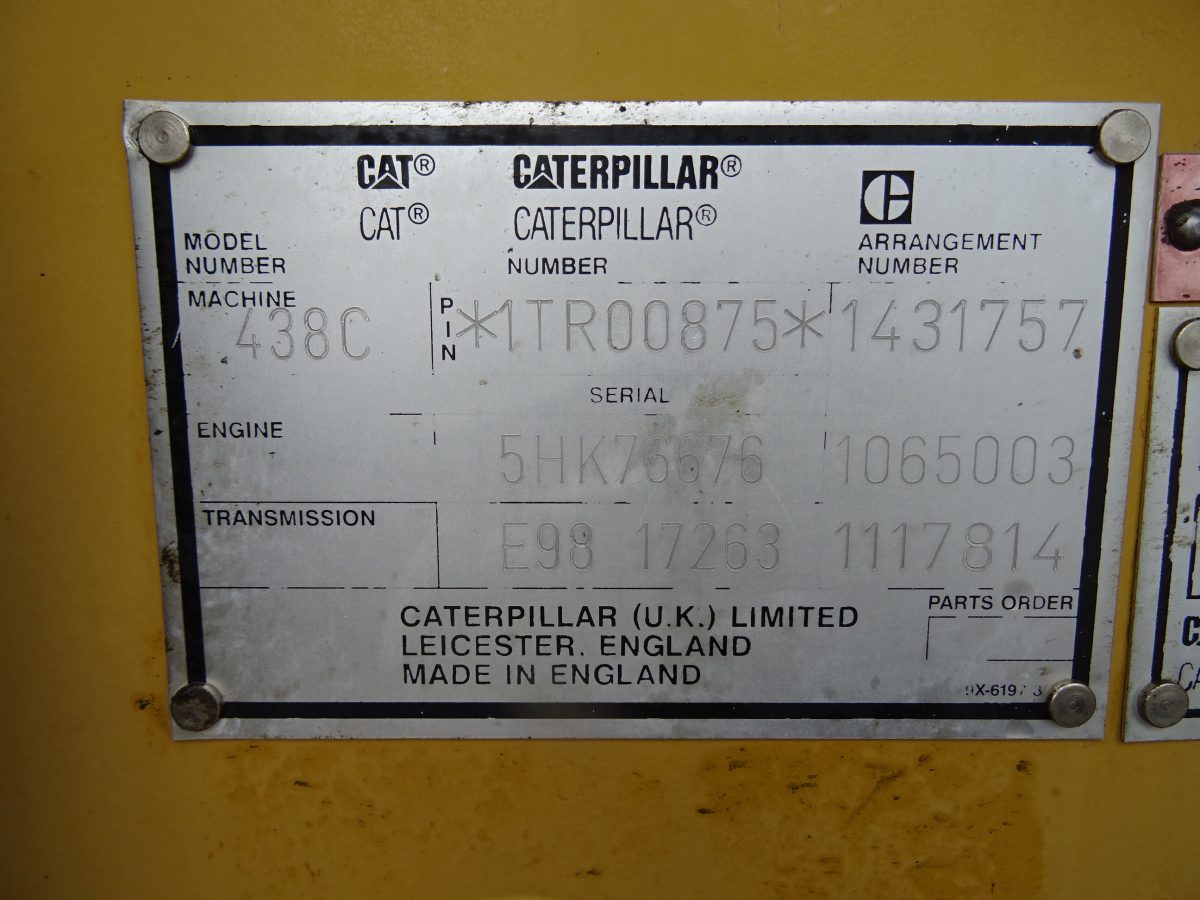 CAT® CATERPILLAR®
CAT® CATERPILLAR®
MODEL NUMBER
NUMBER
ARRANGEMENT NUMBER
MACHINE
438C
PIN
*1TR00875*
1431757
SERIAL
ENGINE
5HK76676
1065003
TRANSMISSION
E98 17263
1117814
CATERPILLAR (U.K.) LIMITED
LEICESTER. ENGLAND
MADE IN ENGLAND
PARTS ORDER